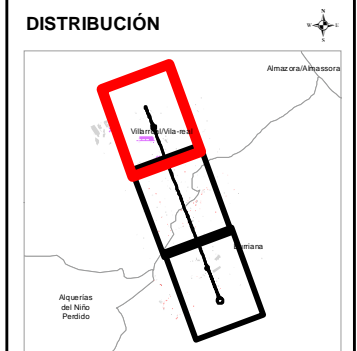 DISTRIBUCIÓN
N
S
Almazora/Almassora
Villarreal/Vila-real
Burriana
Alquerías
del Niño
Perdido